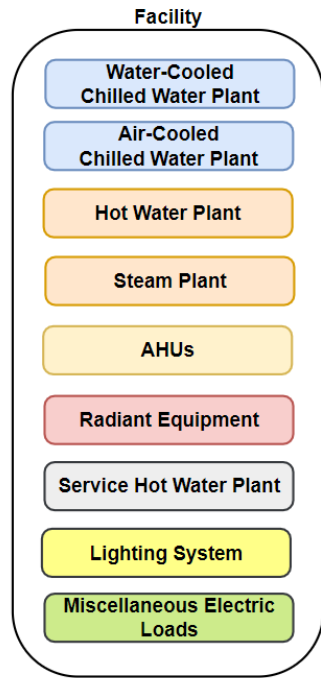 Facility
Water-Cooled
Chilled Water Plant
Air-Cooled
Chilled Water Plant
Hot Water Plant
Steam Plant
AHUs
Radiant Equipment
Service Hot Water Plant
Lighting System
Miscellaneous Electric
Loads